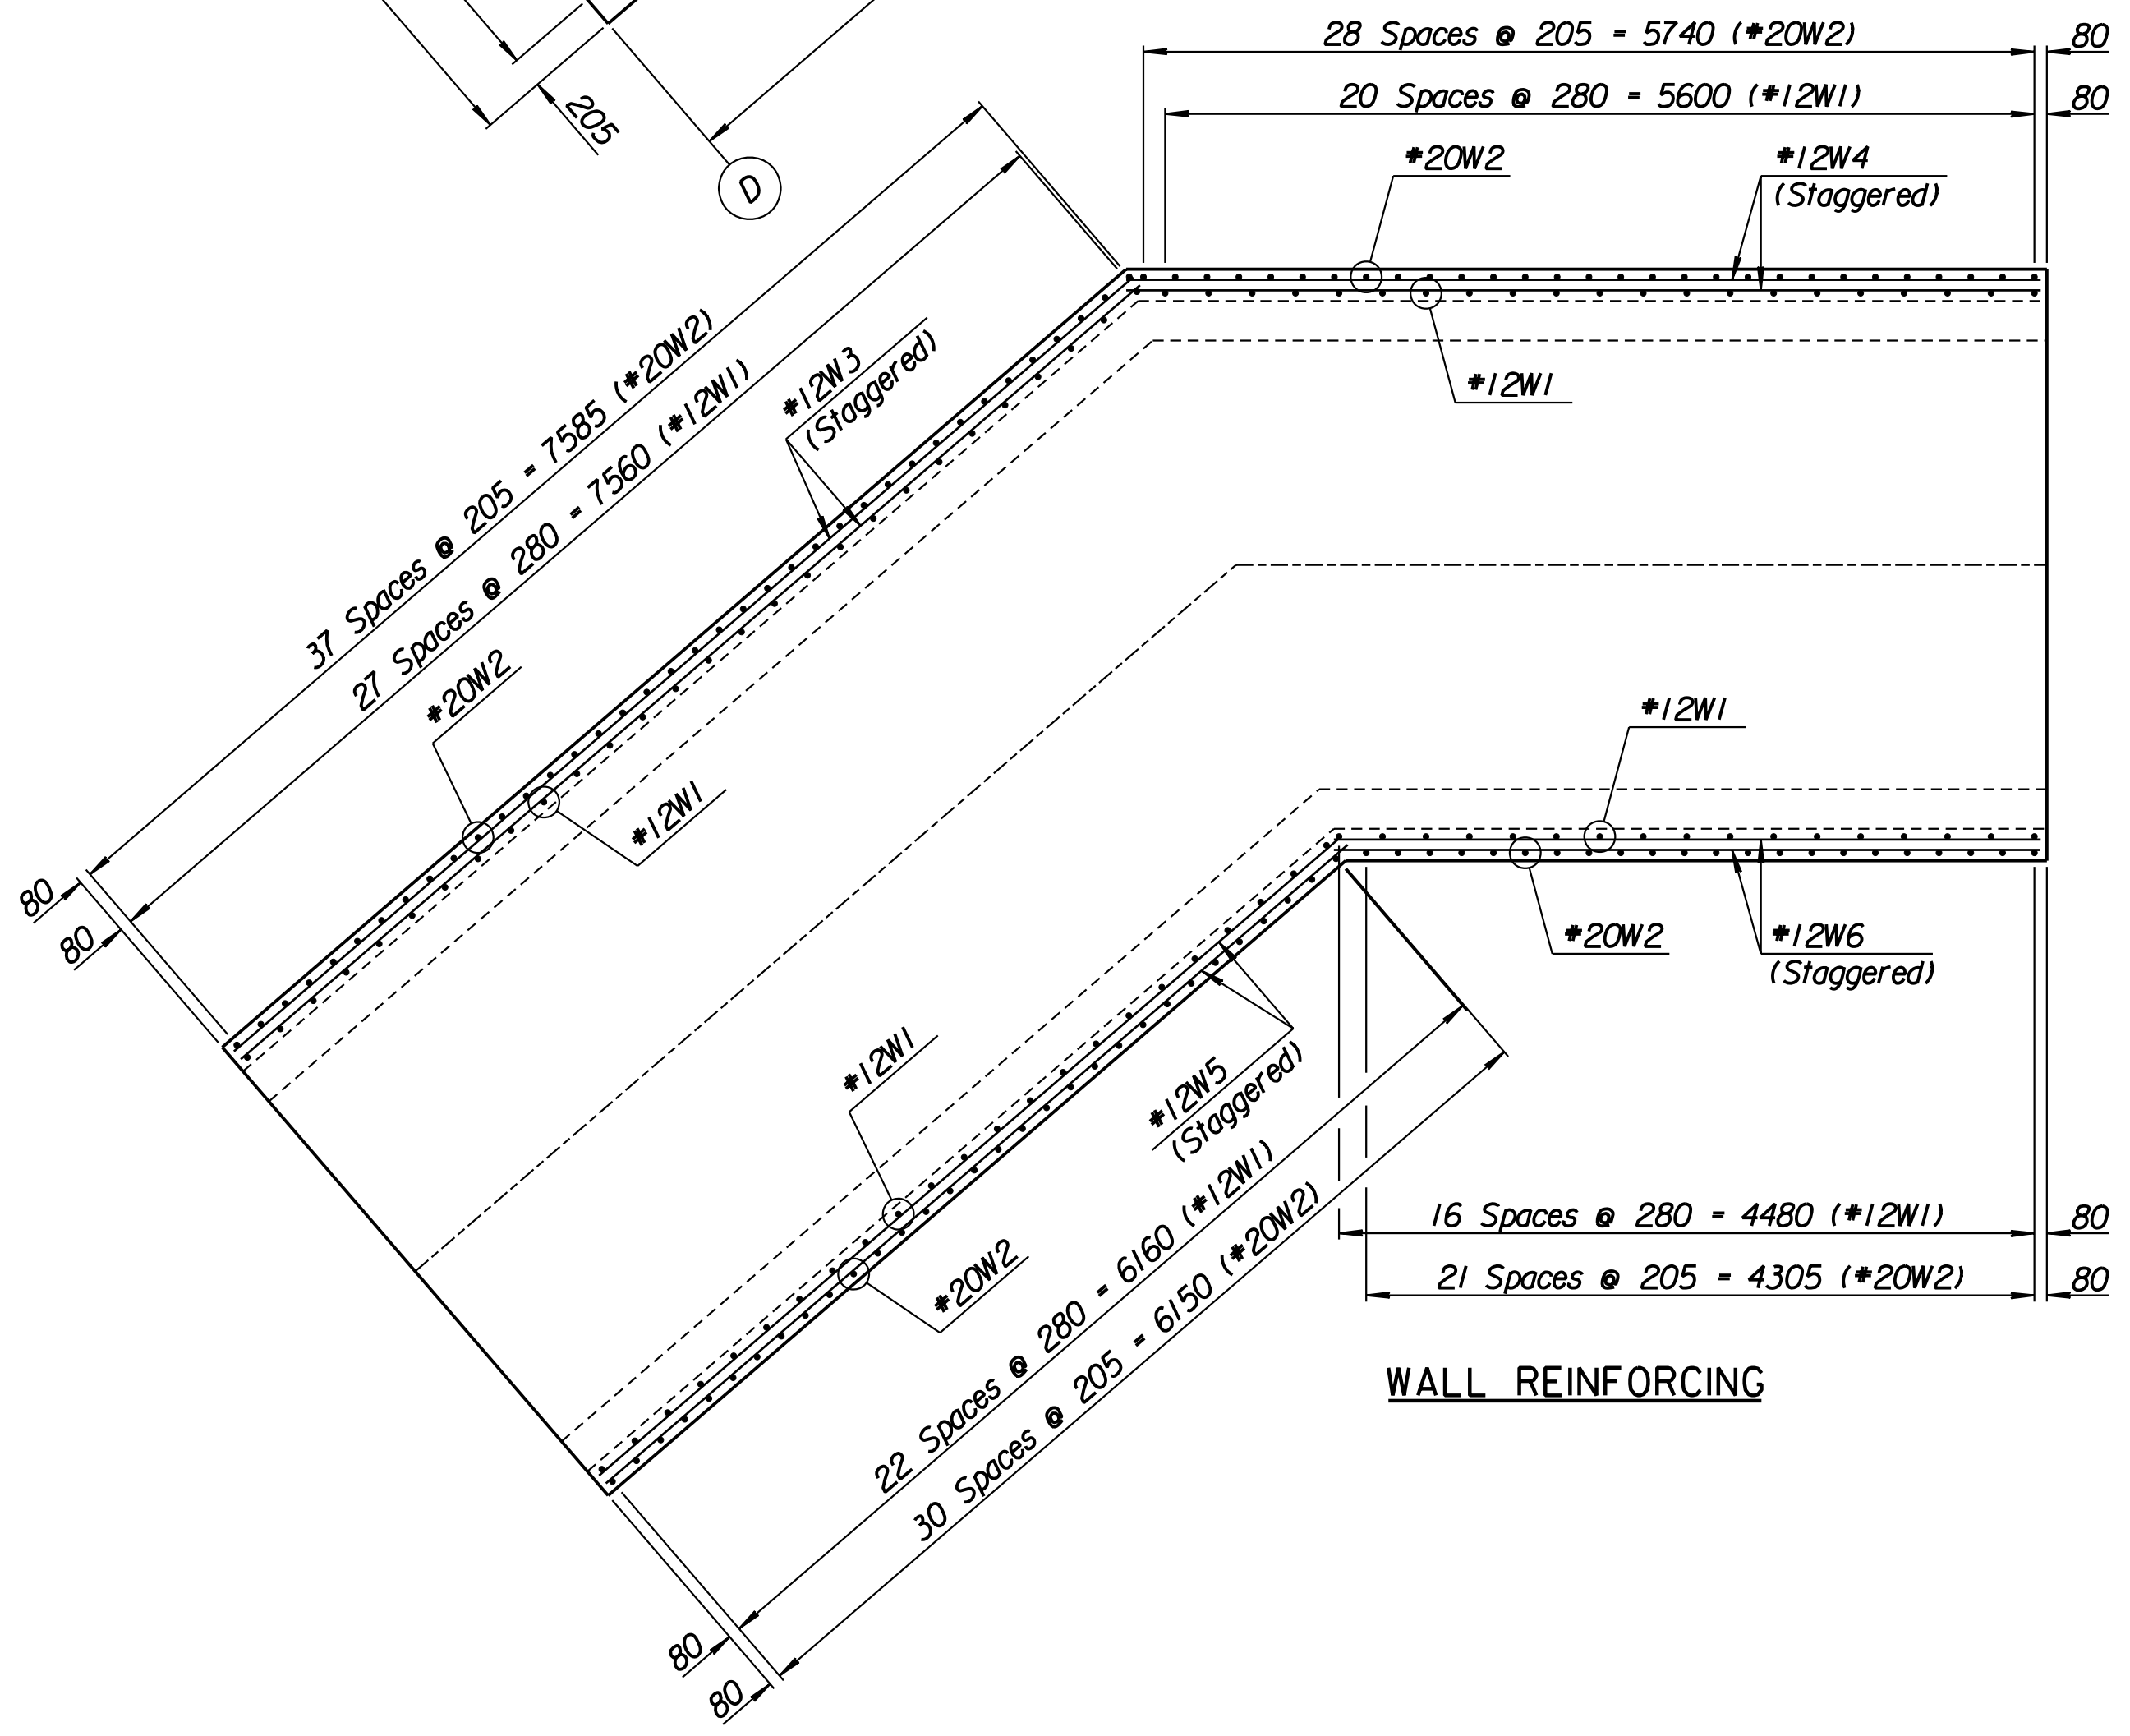 28 Spaces @ 205 = 5740 (#20W2)
80
20 Spaces @ 280 = 5600 (#12W1)
80
205
D
#20W2
#12W4
(Staggered)
#12W1
37 Spaces @ 205 = 7585 (#20W2)
27 Spaces @ 280 = 7560 (#12W1)
#12W3
(Staggered)
#20W2
#12W1
80
80
#12W1
#20W2
#12W6
(Staggered)
#12W1
#20W2
#12W5
(Staggered)
22 Spaces @ 280 = 6160 (#12W1)
30 Spaces @ 205 = 6150 (#20W2)
16 Spaces @ 280 = 4480 (#12W1)
80
21 Spaces @ 205 = 4305 (#20W2)
80
WALL REINFORCING
80
80